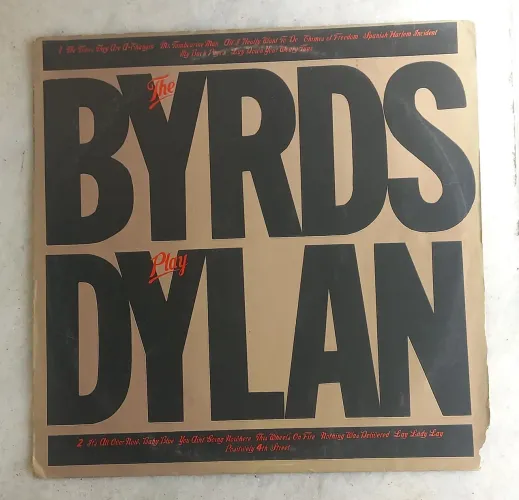 1 The Times They Are A-Changin Mr. Tambourine Man All I Really Want To Do Chimes of Freedom Spanish Harlem Incident
My Back Pages Lay Down Your Weary Tune
The
BYRDS
Play
DYLAN
2 It's All Over Now, Baby Blue You Aint Going Nowhere This Wheels On Fire Nothing Was Delivered Lay Lady Lay
Positively 4th Street